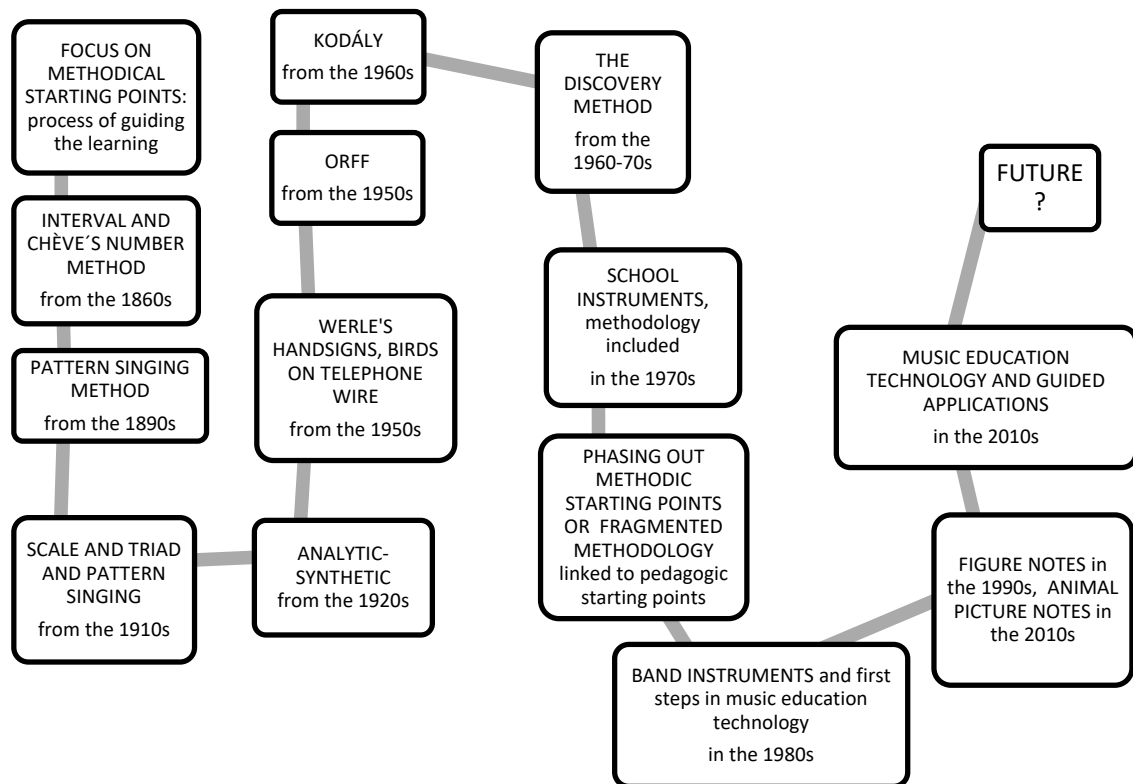 FOCUS ON
METHODICAL
STARTING POINTS:
process of guiding
the learning
INTERVAL AND
CHÈVE´S NUMBER
METHOD
from the 1860s
PATTERN SINGING
METHOD
from the 1890s
SCALE AND TRIAD
AND PATTERN
SINGING
from the 1910s
ANALYTIC-
SYNTHETIC
from the 1920s
WERLE'S
HANDSIGNS, BIRDS
ON TELEPHONE
WIRE
from the 1950s
ORFF
from the 1950s
KODÁLY
from the 1960s
THE
DISCOVERY
METHOD
from the
1960-70s
SCHOOL
INSTRUMENTS,
methodology
included
in the 1970s
PHASING OUT
METHODIC
STARTING POINTS
OR FRAGMENTED
METHODOLOGY
linked to pedagogic
starting points
BAND INSTRUMENTS and first
steps in music education
technology
in the 1980s
FIGURE NOTES in
the 1990s, ANIMAL
PICTURE NOTES in
the 2010s
MUSIC EDUCATION
TECHNOLOGY AND GUIDED
APPLICATIONS
in the 2010s
FUTURE
?